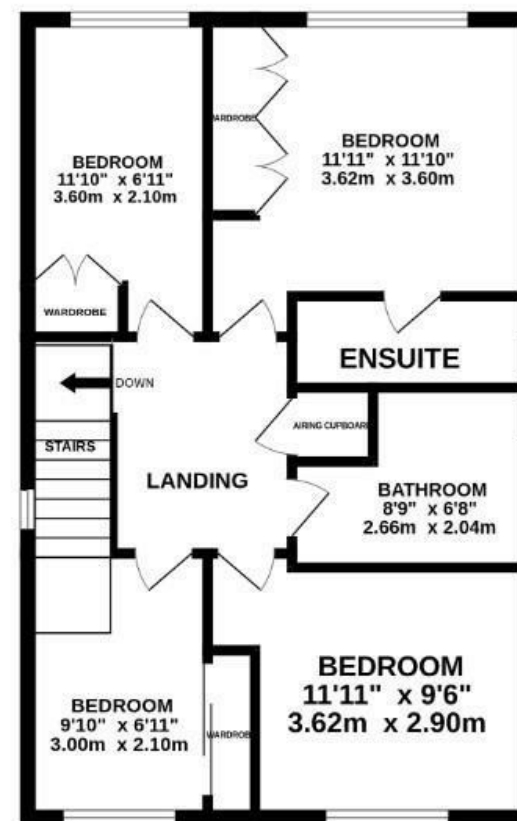 WARDROBE
BEDROOM
11'10" x 6'11"
3.60m x 2.10m
BEDROOM
11'11" x 11'10"
3.62m x 3.60m
WARDROBE
ENSUITE
DOWN
AIRING CUPBOARD
STAIRS
LANDING
BATHROOM
8'9" x 6'8"
2.66m x 2.04m
BEDROOM
11'11" x 9'6"
3.62m x 2.90m
BEDROOM
9'10" x 6'11"
3.00m x 2.10m
WARDROBE